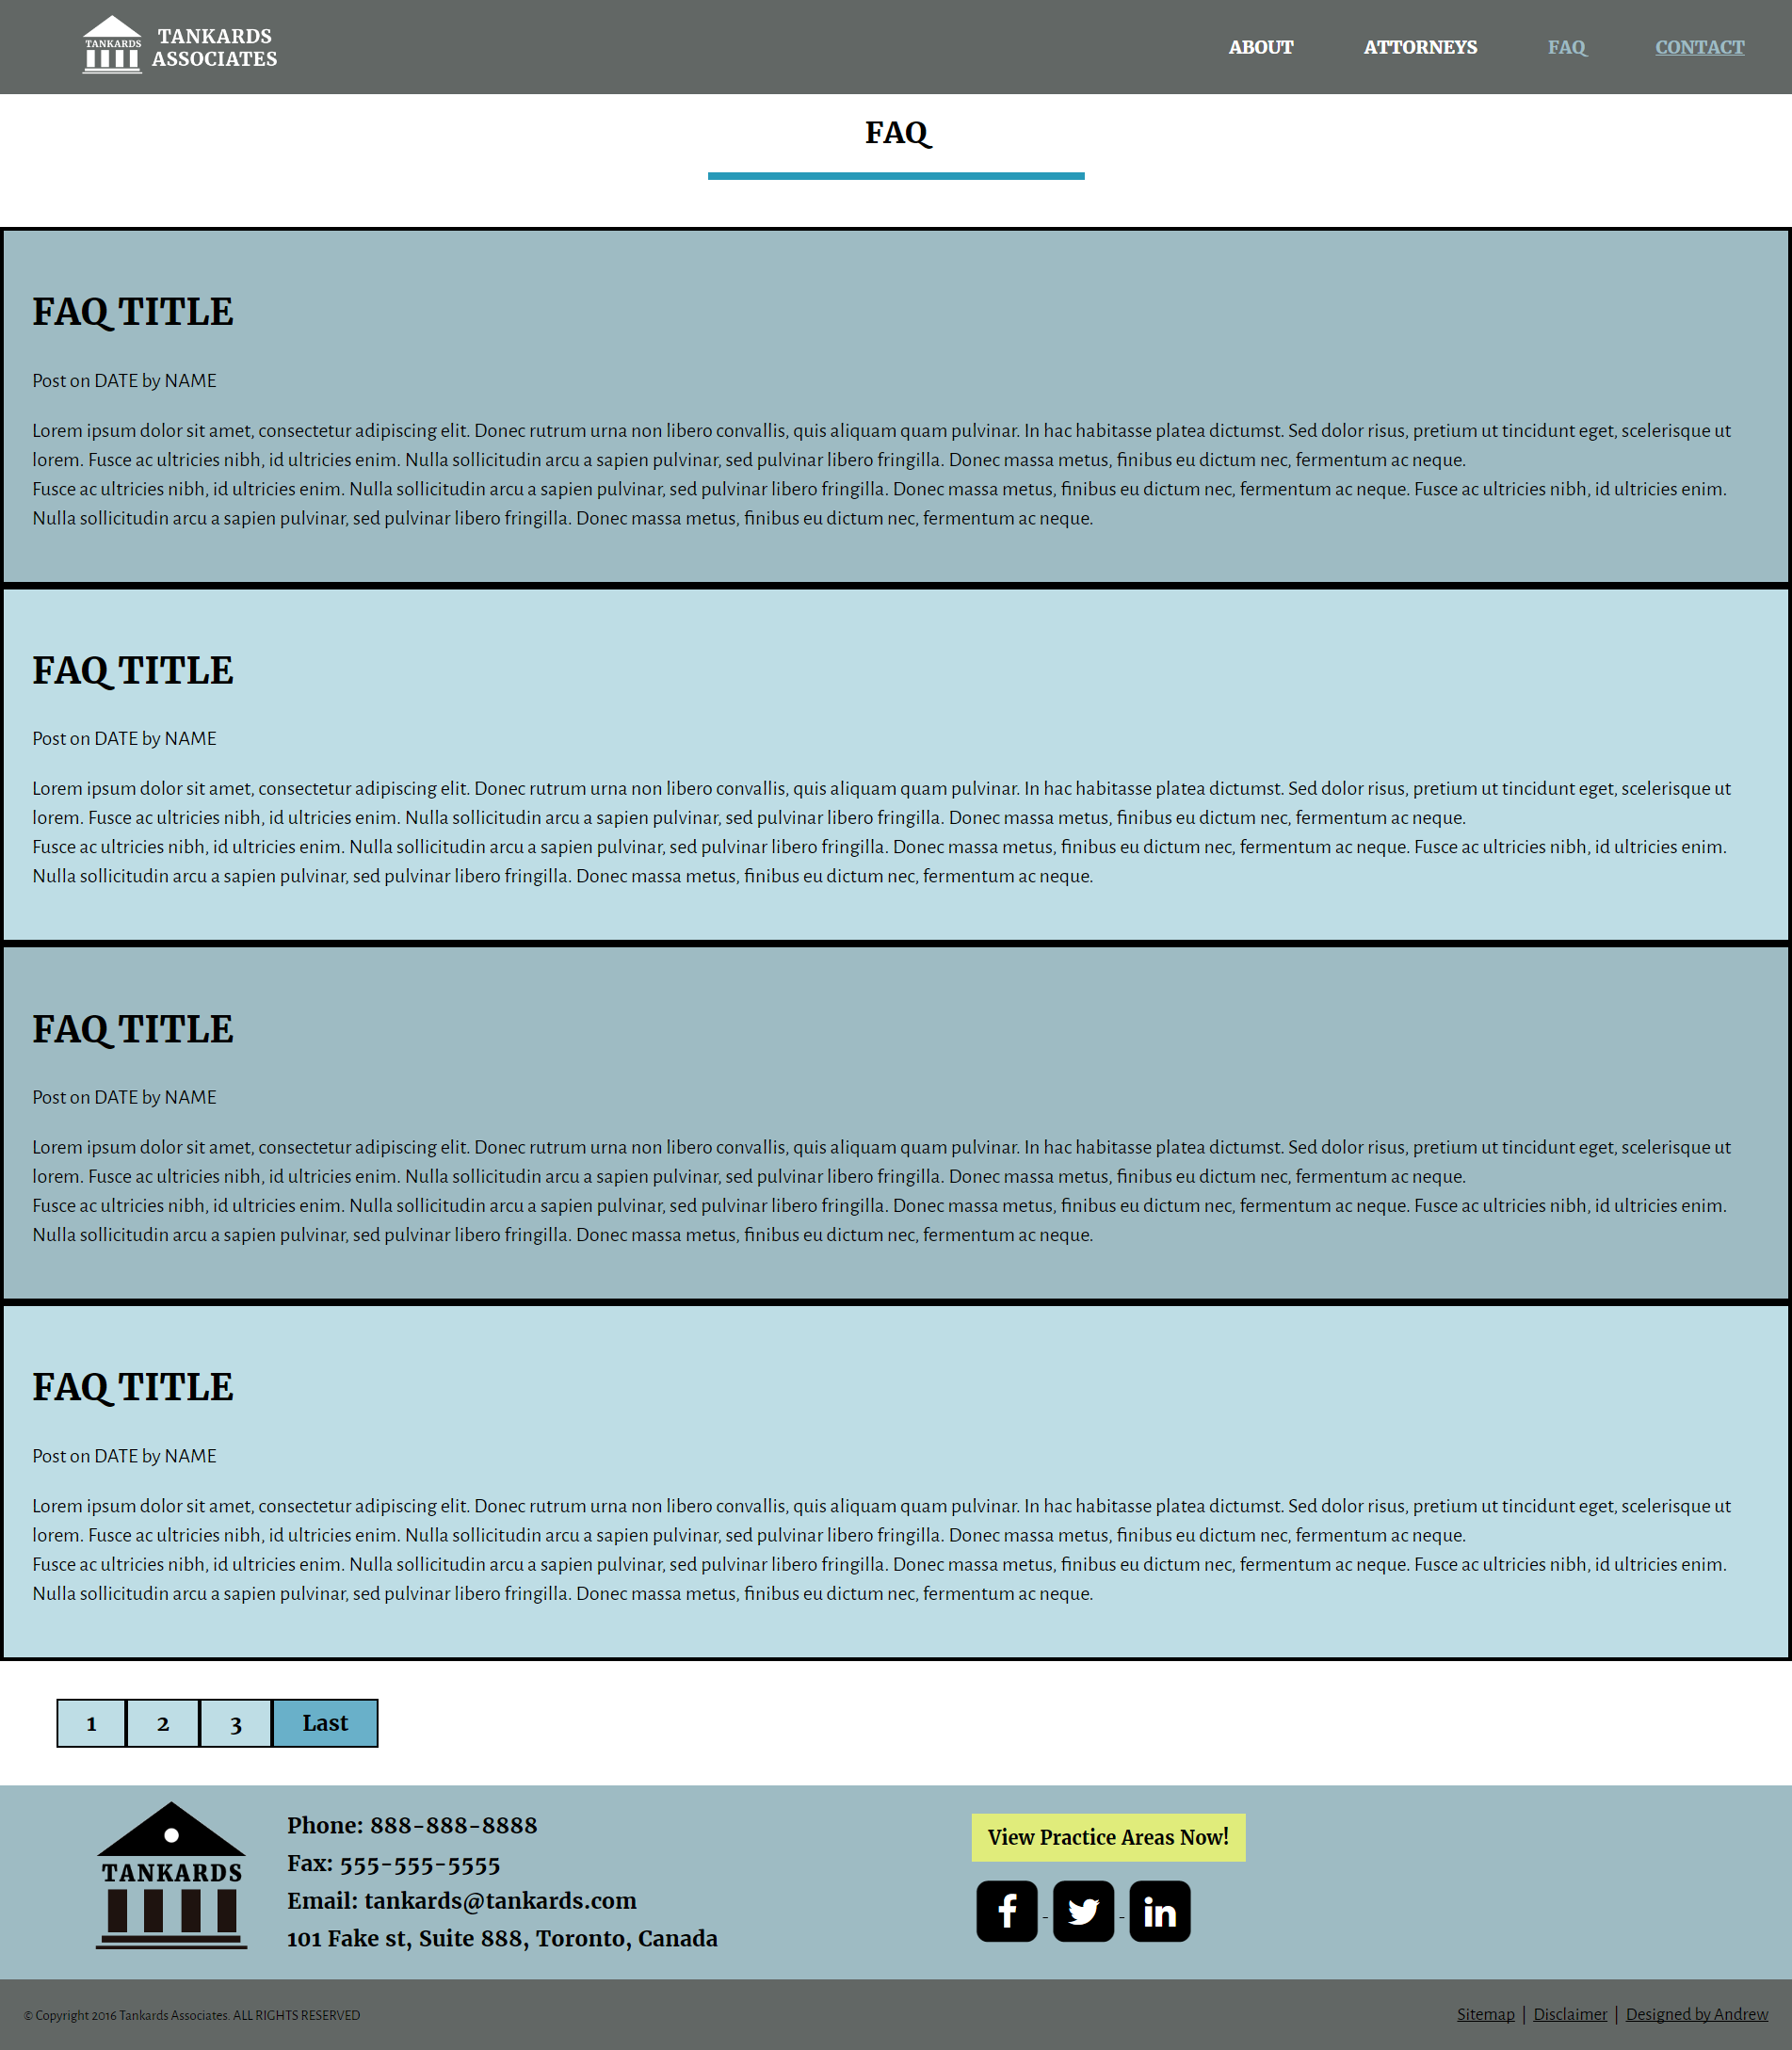 TANKARDS
TANKARDS
ASSOCIATES
ABOUT
ATTORNEYS
FAQ
CONTACT
FAQ
FAQ TITLE
Post on DATE by NAME
Lorem ipsum dolor sit amet, consectetur adipiscing elit. Donec rutrum urna non libero convallis, quis aliquam quam pulvinar. In hac habitasse platea dictumst. Sed dolor risus, pretium ut tincidunt eget, scelerisque ut
lorem. Fusce ac ultricies nibh, id ultricies enim. Nulla sollicitudin arcu a sapien pulvinar, sed pulvinar libero fringilla. Donec massa metus, finibus eu dictum nec, fermentum ac neque.
Fusce ac ultricies nibh, id ultricies enim. Nulla sollicitudin arcu a sapien pulvinar, sed pulvinar libero fringilla. Donec massa metus, finibus eu dictum nec, fermentum ac neque. Fusce ac ultricies nibh, id ultricies enim.
Nulla sollicitudin arcu a sapien pulvinar, sed pulvinar libero fringilla. Donec massa metus, finibus eu dictum nec, fermentum ac neque.
FAQ TITLE
Post on DATE by NAME
Lorem ipsum dolor sit amet, consectetur adipiscing elit. Donec rutrum urna non libero convallis, quis aliquam quam pulvinar. In hac habitasse platea dictumst. Sed dolor risus, pretium ut tincidunt eget, scelerisque ut
lorem. Fusce ac ultricies nibh, id ultricies enim. Nulla sollicitudin arcu a sapien pulvinar, sed pulvinar libero fringilla. Donec massa metus, finibus eu dictum nec, fermentum ac neque.
Fusce ac ultricies nibh, id ultricies enim. Nulla sollicitudin arcu a sapien pulvinar, sed pulvinar libero fringilla. Donec massa metus, finibus eu dictum nec, fermentum ac neque. Fusce ac ultricies nibh, id ultricies enim.
Nulla sollicitudin arcu a sapien pulvinar, sed pulvinar libero fringilla. Donec massa metus, finibus eu dictum nec, fermentum ac neque.
FAQ TITLE
Post on DATE by NAME
Lorem ipsum dolor sit amet, consectetur adipiscing elit. Donec rutrum urna non libero convallis, quis aliquam quam pulvinar. In hac habitasse platea dictumst. Sed dolor risus, pretium ut tincidunt eget, scelerisque ut
lorem. Fusce ac ultricies nibh, id ultricies enim. Nulla sollicitudin arcu a sapien pulvinar, sed pulvinar libero fringilla. Donec massa metus, finibus eu dictum nec, fermentum ac neque.
Fusce ac ultricies nibh, id ultricies enim. Nulla sollicitudin arcu a sapien pulvinar, sed pulvinar libero fringilla. Donec massa metus, finibus eu dictum nec, fermentum ac neque. Fusce ac ultricies nibh, id ultricies enim.
Nulla sollicitudin arcu a sapien pulvinar, sed pulvinar libero fringilla. Donec massa metus, finibus eu dictum nec, fermentum ac neque.
FAQ TITLE
Post on DATE by NAME
Lorem ipsum dolor sit amet, consectetur adipiscing elit. Donec rutrum urna non libero convallis, quis aliquam quam pulvinar. In hac habitasse platea dictumst. Sed dolor risus, pretium ut tincidunt eget, scelerisque ut
lorem. Fusce ac ultricies nibh, id ultricies enim. Nulla sollicitudin arcu a sapien pulvinar, sed pulvinar libero fringilla. Donec massa metus, finibus eu dictum nec, fermentum ac neque.
Fusce ac ultricies nibh, id ultricies enim. Nulla sollicitudin arcu a sapien pulvinar, sed pulvinar libero fringilla. Donec massa metus, finibus eu dictum nec, fermentum ac neque. Fusce ac ultricies nibh, id ultricies enim.
Nulla sollicitudin arcu a sapien pulvinar, sed pulvinar libero fringilla. Donec massa metus, finibus eu dictum nec, fermentum ac neque.
1
2
3
Last
TANKARDS
Phone: 888-888-8888
Fax: 555-555-5555
Email: tankards@tankards.com
101 Fake st, Suite 888, Toronto, Canada
View Practice Areas Now!
f - - in
© Copyright 2016 Tankards Associates. ALL RIGHTS RESERVED
Sitemap | Disclaimer | Designed by Andrew